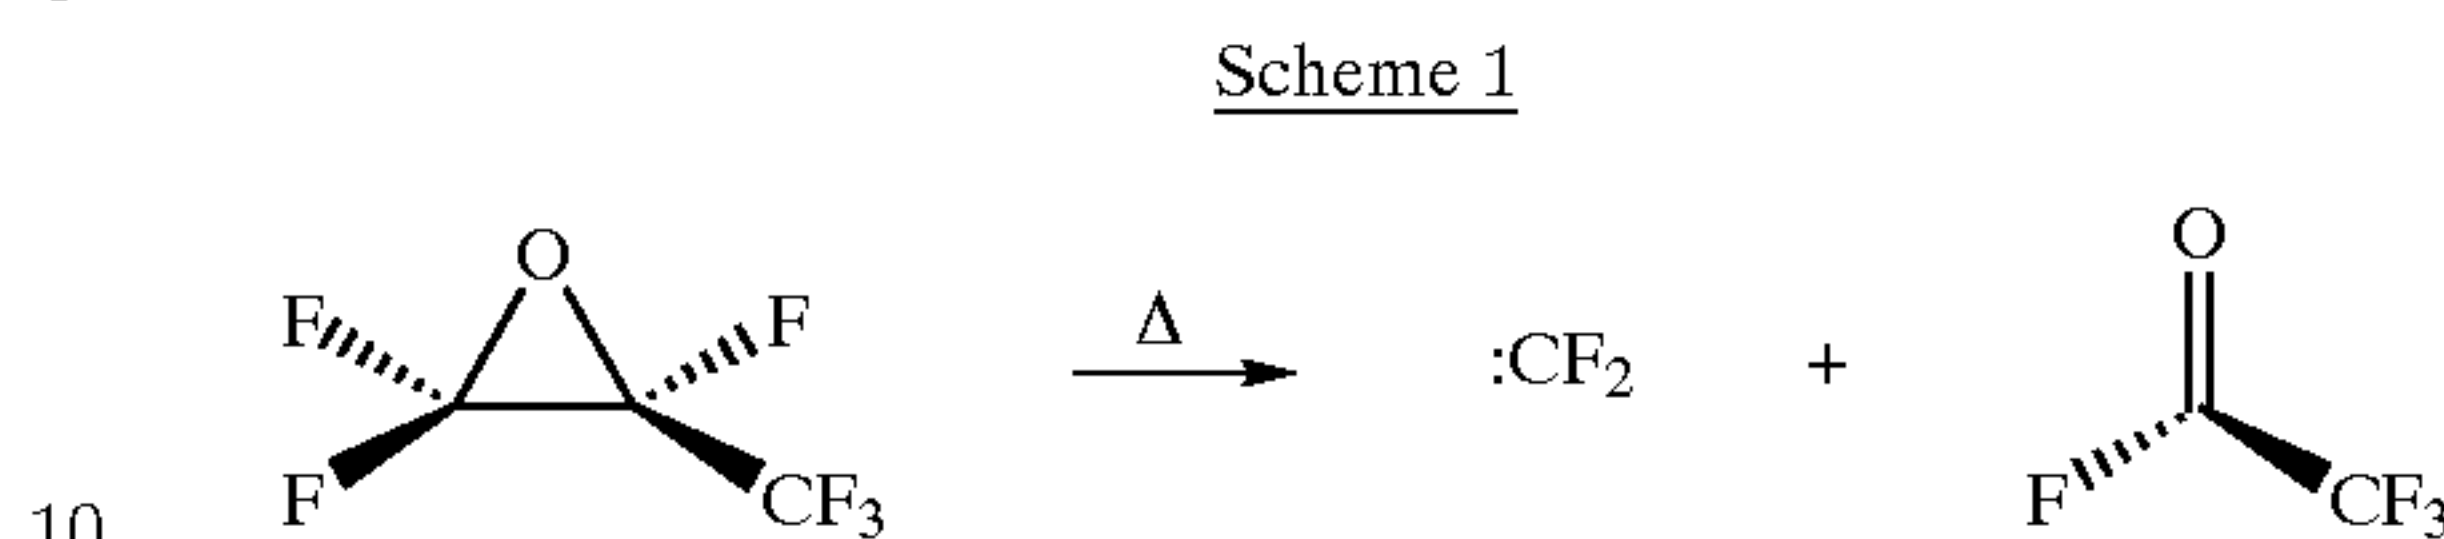 Scheme 1
O
O
F F
Δ
:CF₂ +
F CF₃
F CF₃
10